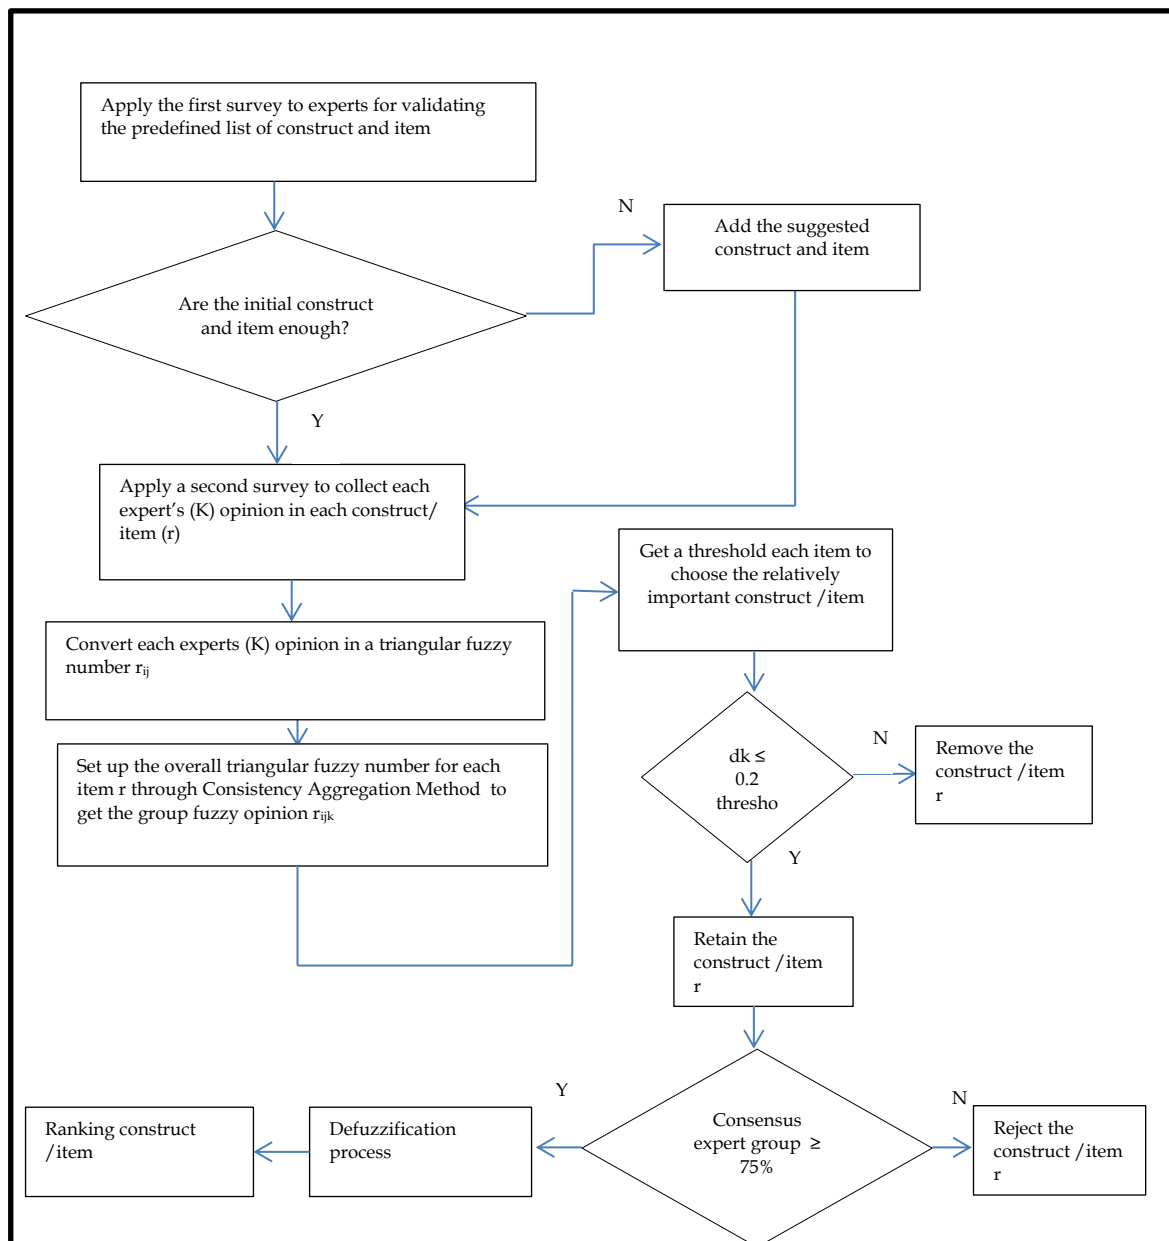 Apply the first survey to experts for validating
the predefined list of construct and item
N
Add the suggested
construct and item
Are the initial construct
and item enough?
Y
Apply a second survey to collect each
expert’s (K) opinion in each construct/
item (r)
Get a threshold each item to
choose the relatively
important construct /item
Convert each experts (K) opinion in a triangular fuzzy
number rij
Set up the overall triangular fuzzy number for each
item r through Consistency Aggregation Method to
get the group fuzzy opinion rijk
dk ≤
0.2
thresho
N
Remove the
construct /item
r
Y
Retain the
construct /item
r
Consensus
expert group ≥
75%
Y
N
Reject the
construct /item
r
Defuzzification
process
Ranking construct
/item